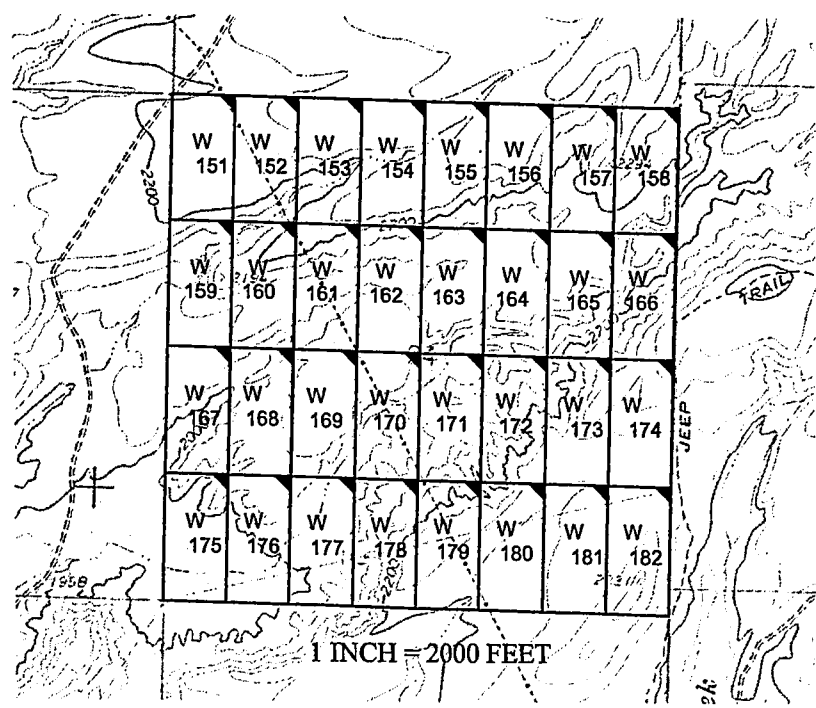 W W W W W W W W
151 152 153 154 155 156 157 158
2200
W W W W W W W W
159 160 161 162 163 164 165 166
TRAIL
W W W W W W W W
167 168 169 170 171 172 173 174
JEEP
W W W W W W W W
175 176 177 178 179 180 181 182
2200
1 INCH = 2000 FEET